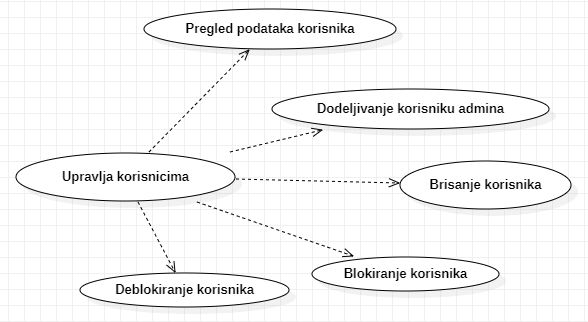 Pregled podataka korisnika
Dodeljivanje korisniku admina
Upravlja korisnicima
Brisanje korisnika
Blokiranje korisnika
Deblokiranje korisnika